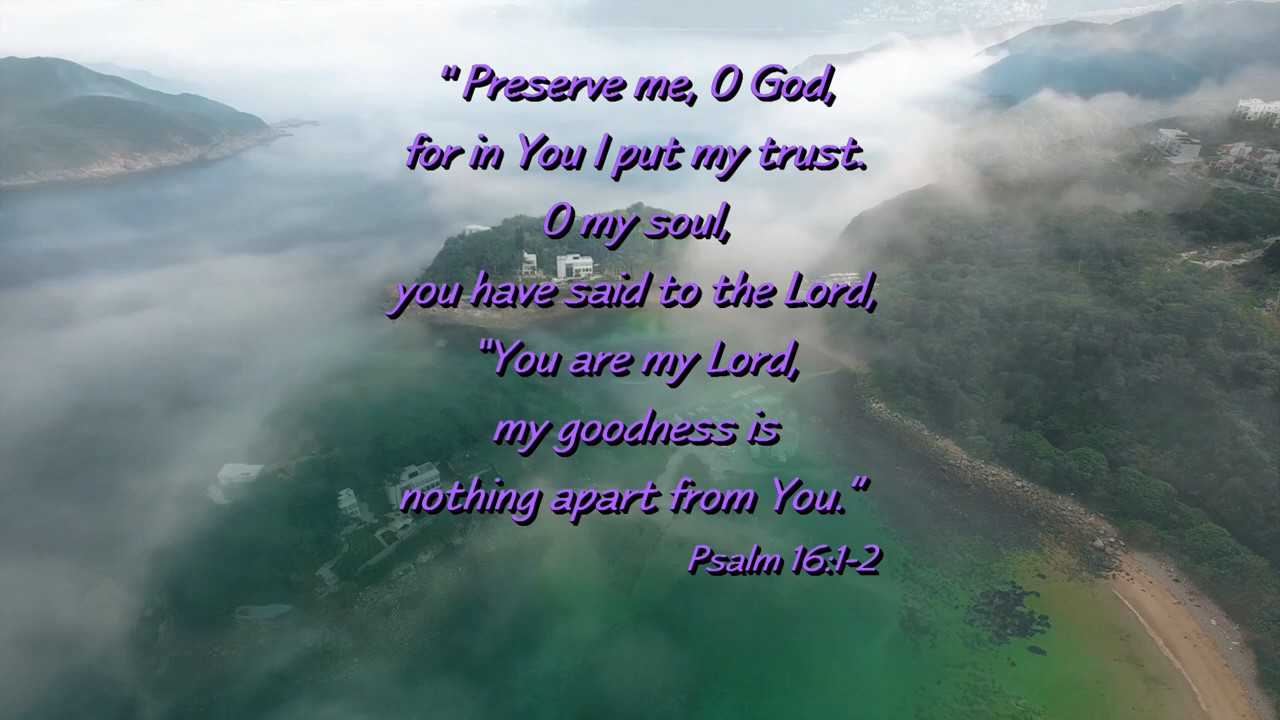 " Preserve me, O God,
for in You I put my trust.
O my soul,
you have said to the Lord,
"You are my Lord,
my goodness is
nothing apart from You."
Psalm 16:1-2